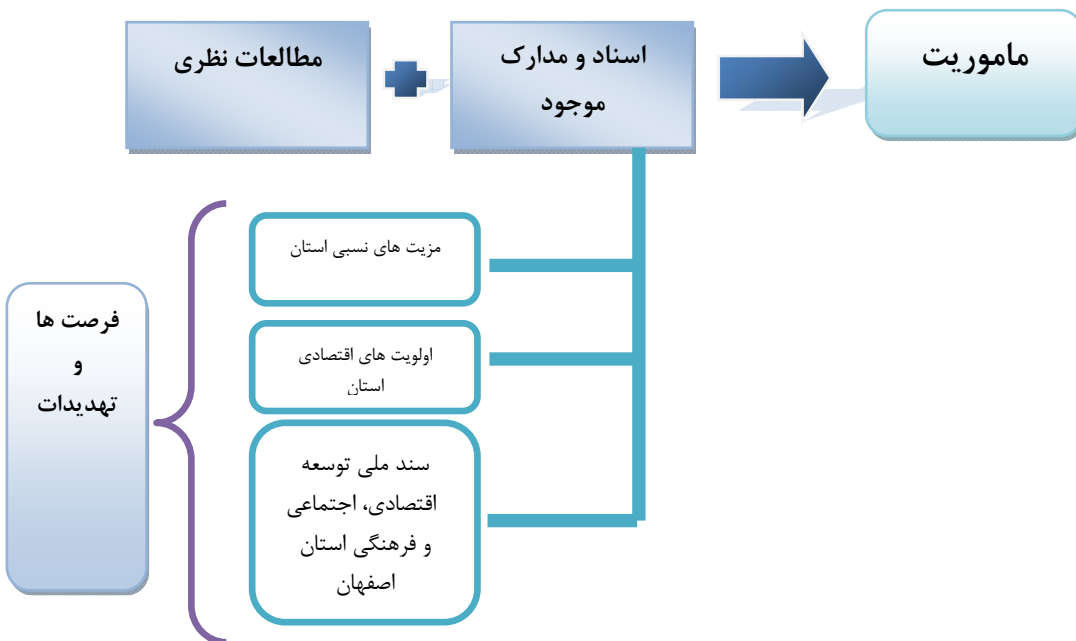 ماموریت
اسناد و مدارک
موجود
مطالعات نظری
مزیت های نسبی استان
اولویت های اقتصادی
استان
سند ملی توسعه
اقتصادی، اجتماعی
و فرهنگی استان
اصفهان
فرصت ها
و
تهدیدات